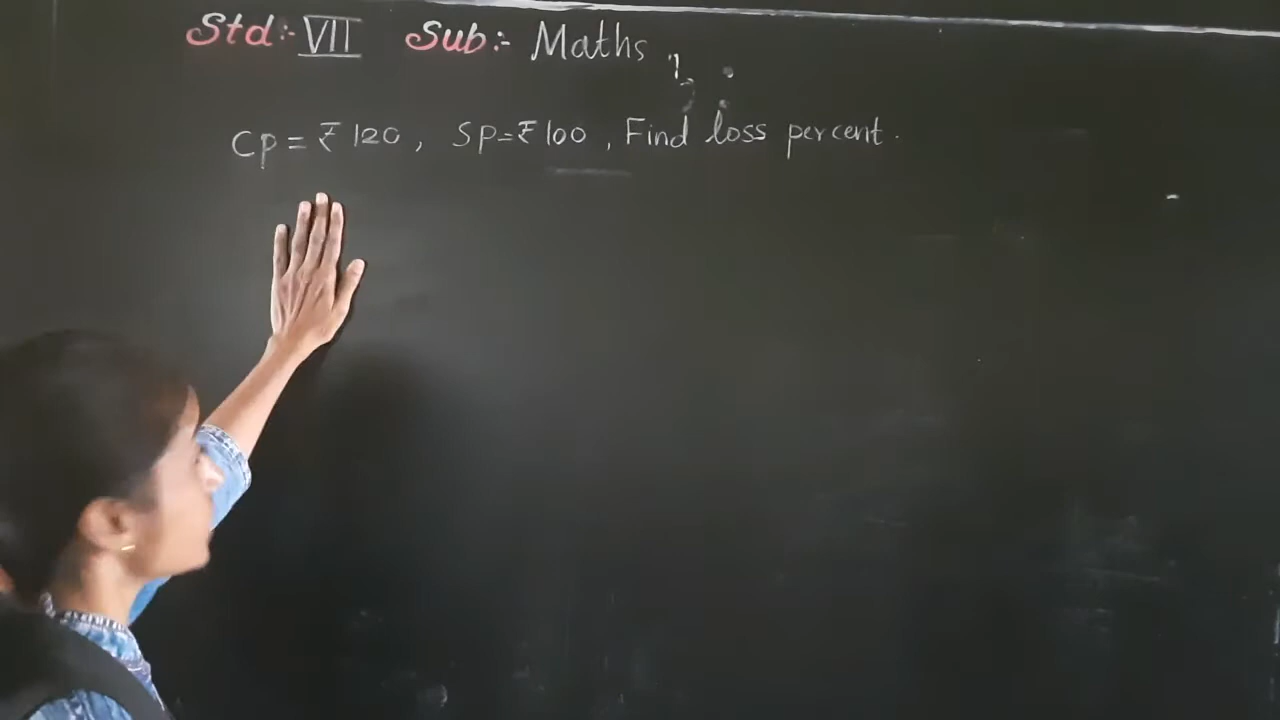 Std:- VII Sub:- Maths
CP = ₹ 120, SP = ₹ 100, Find loss percent.